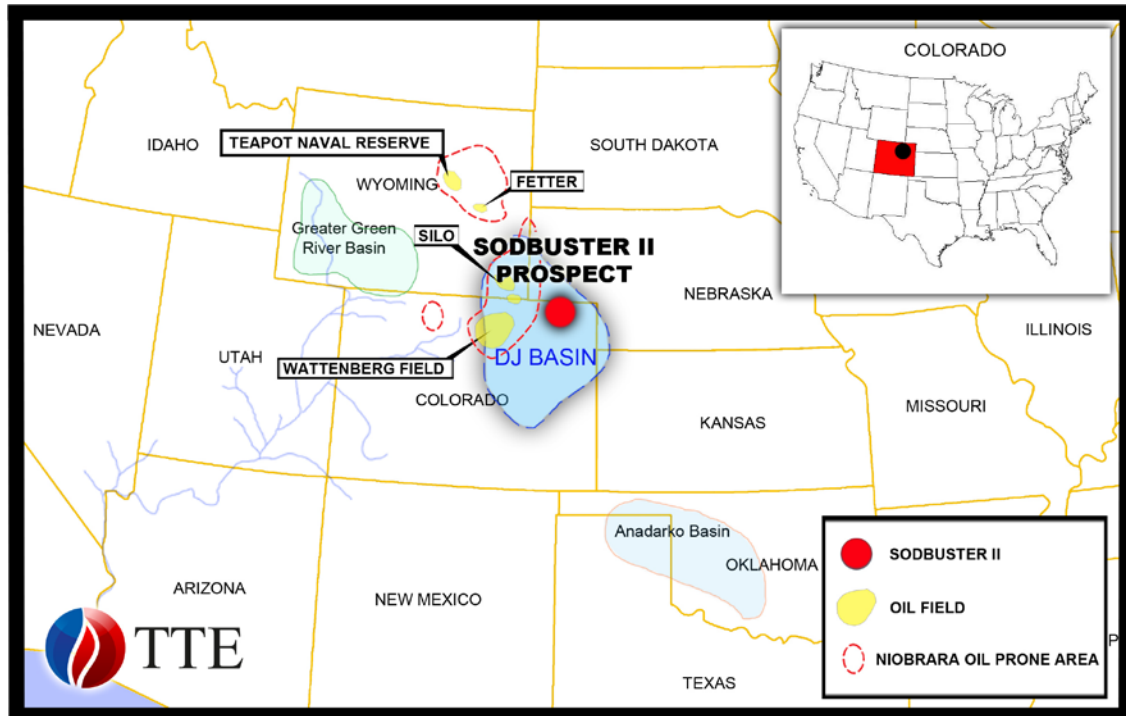 COLORADO
IDAHO
SOUTH DAKOTA
TEAPOT NAVAL RESERVE
WYOMING
FETTER
Greater Green
River Basin
SILO
SODBUSTER II
PROSPECT
NEBRASKA
NEVADA
ILLINOIS
UTAH
WATTENBERG FIELD
DJ BASIN
COLORADO
MISSOURI
KANSAS
Anadarko Basin
OKLAHOMA
ARIZONA
NEW MEXICO
TEXAS
TTE
SODBUSTER II
OIL FIELD
NIOBRARA OIL PRONE AREA